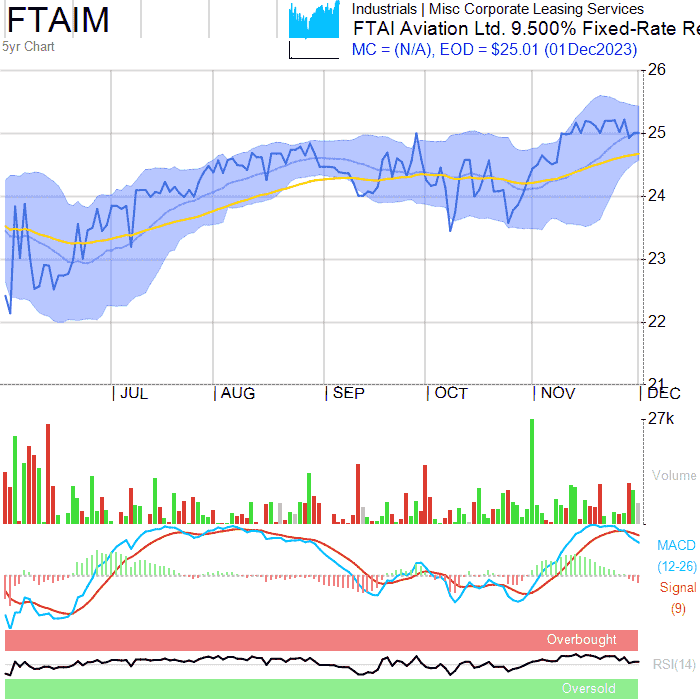 FTAIM
5yr Chart
Industrials | Misc Corporate Leasing Services
FTAI Aviation Ltd. 9.500% Fixed-Rate Re
MC = (N/A), EOD = $25.01 (01Dec2023)
26
25
24
23
22
21
JUL
AUG
SEP
OCT
NOV
DEC
27k
Volume
MACD
(12-26)
Signal
(9)
Overbought
RSI(14)
Oversold